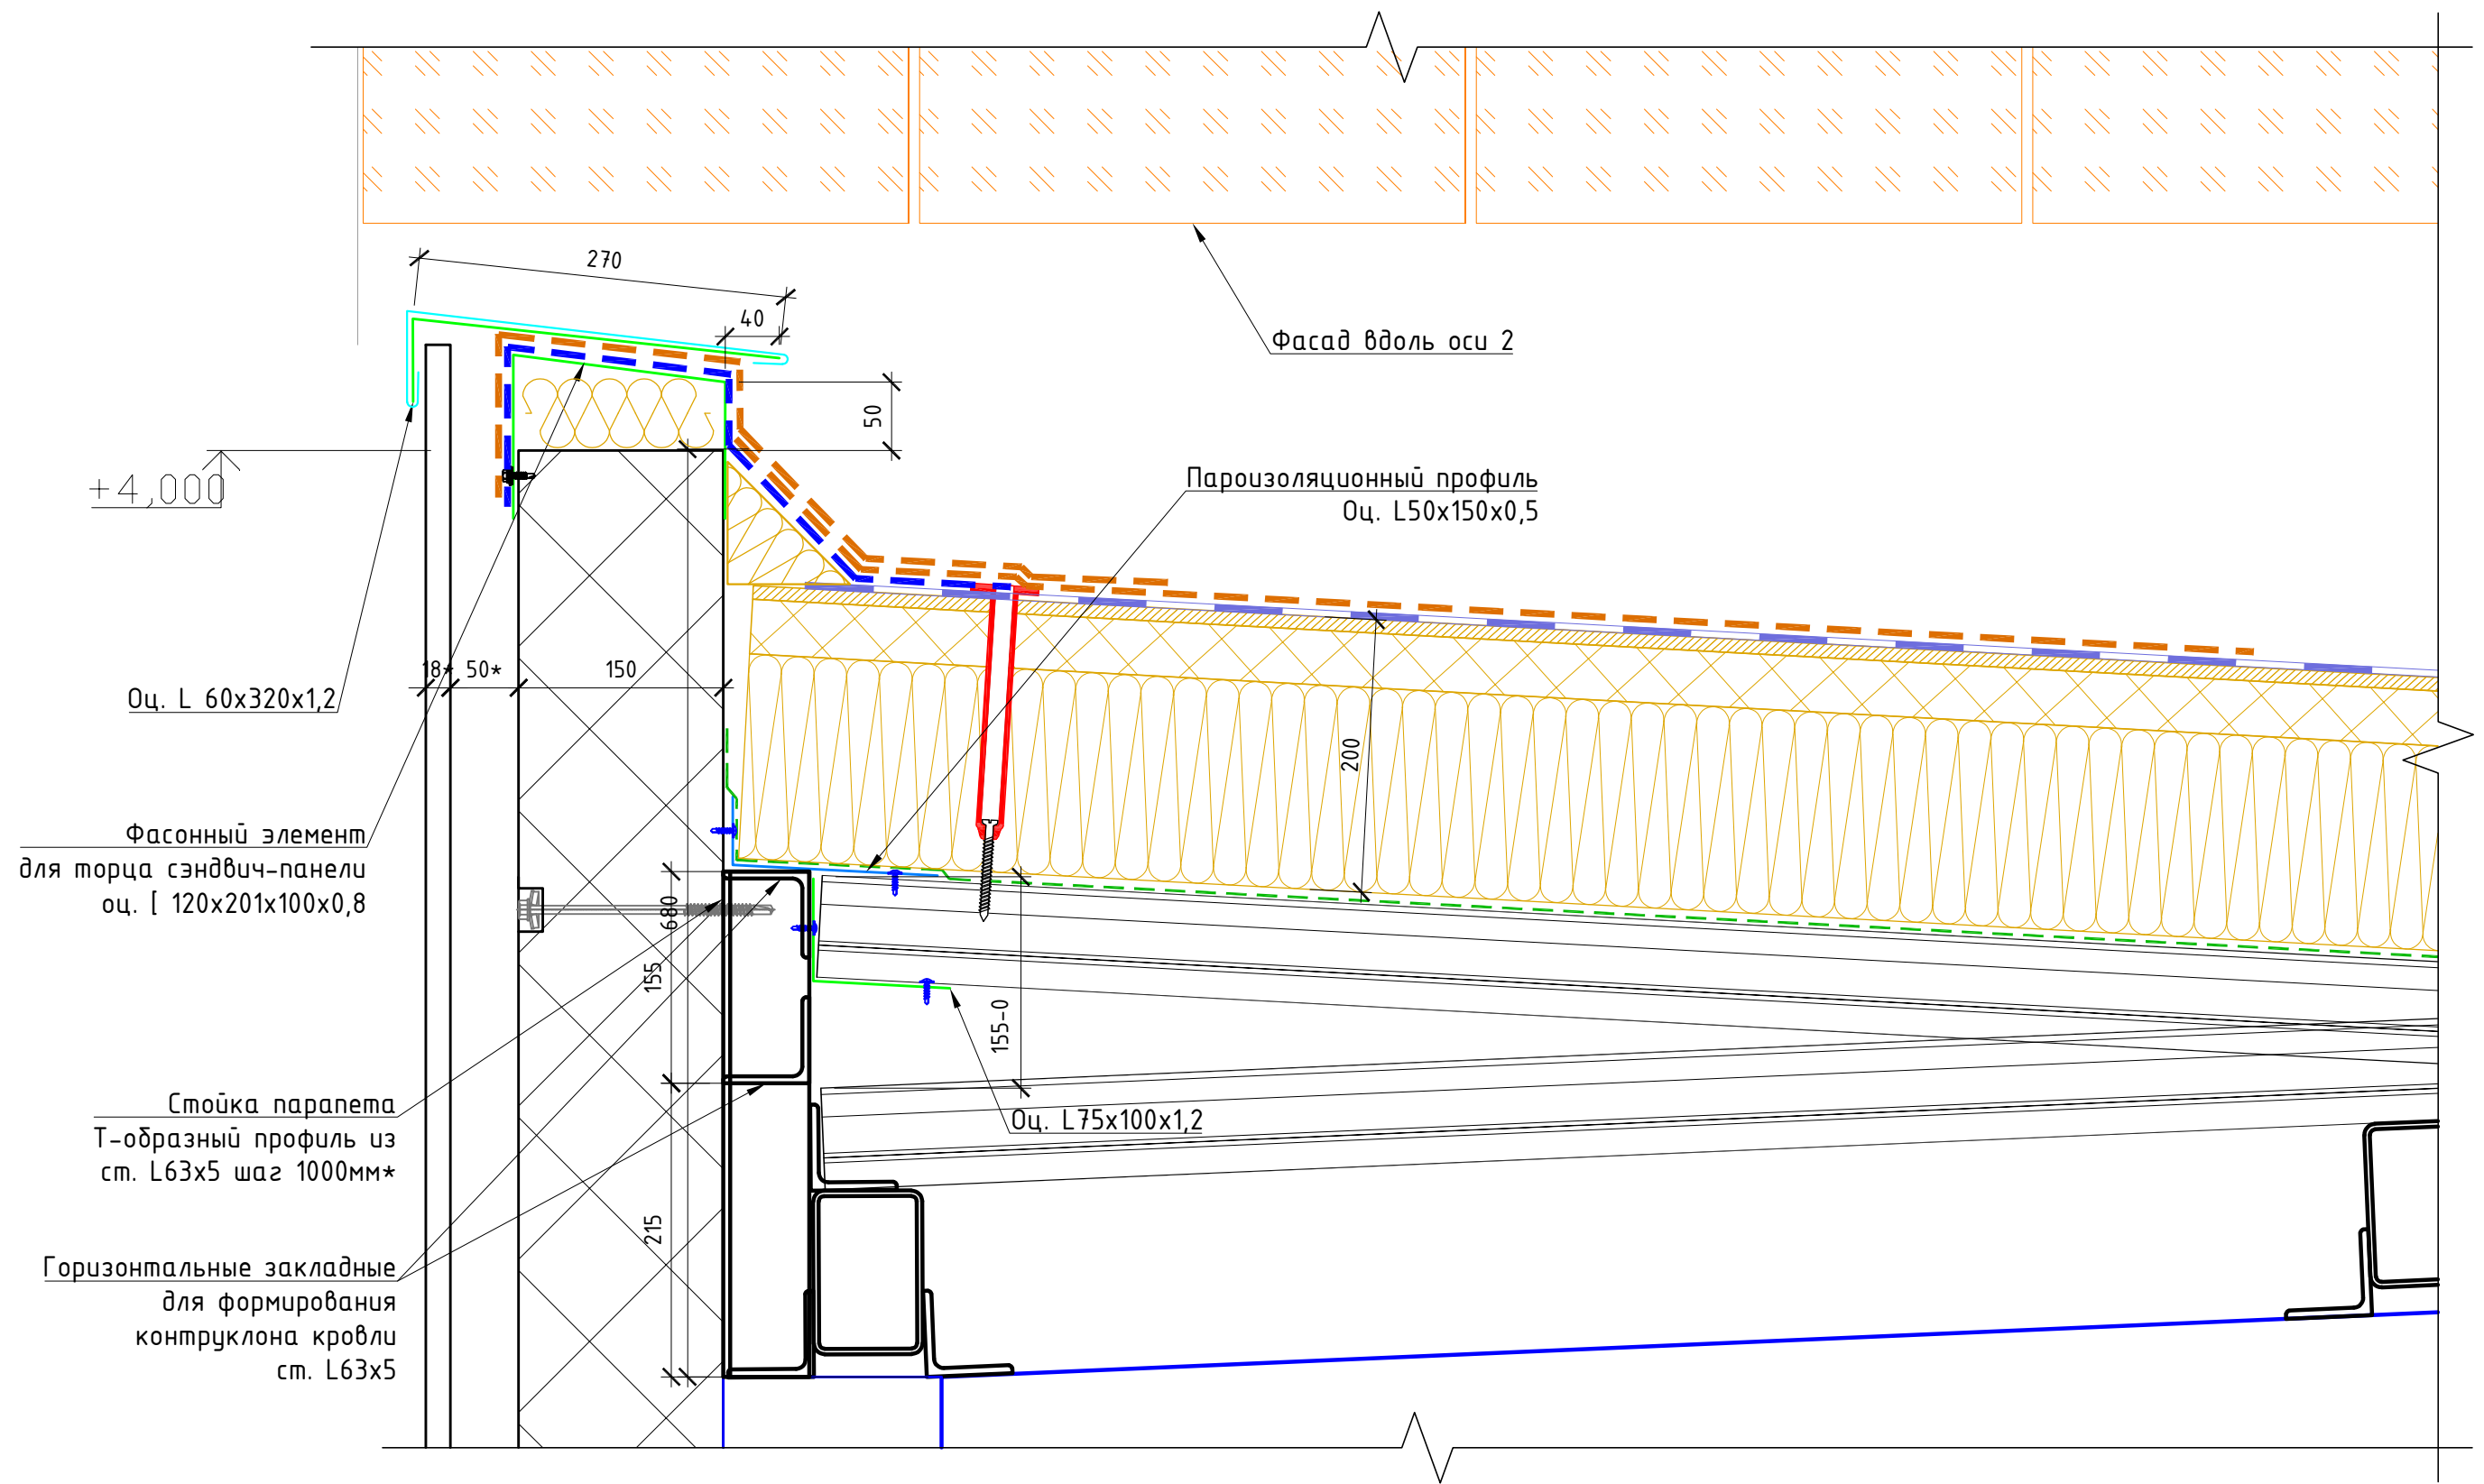 270
40
Фасад вдоль оси 2
50
+4,000
Пароизоляционный профиль
Оц. L50x150x0,5
18*
50*
150
Оц. L 60x320x1,2
200
Фасонный элемент
для торца сэндвич-панели
оц. [ 120x201x100x0,8
680
155
155-0
Стойка парапета
Т-образный профиль из
ст. L63x5 шаг 1000мм*
Оц. L75x100x1,2
215
Горизонтальные закладные
для формирования
контруклона кровли
ст. L63x5